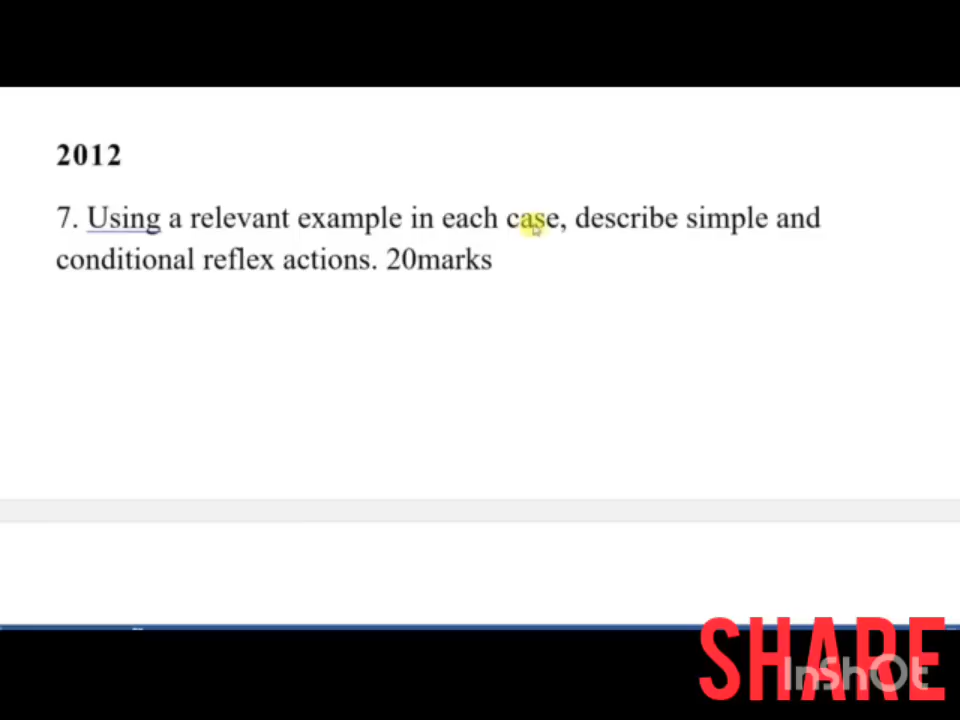 2012
7. Using a relevant example in each case, describe simple and
conditional reflex actions. 20marks
SHARE
InShOt